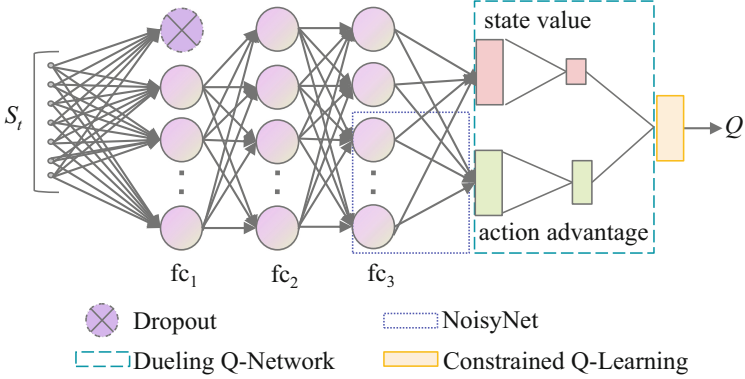 state value
S_t
Q
action advantage
fc_1
fc_2
fc_3
Dropout
NoisyNet
Dueling Q-Network
Constrained Q-Learning